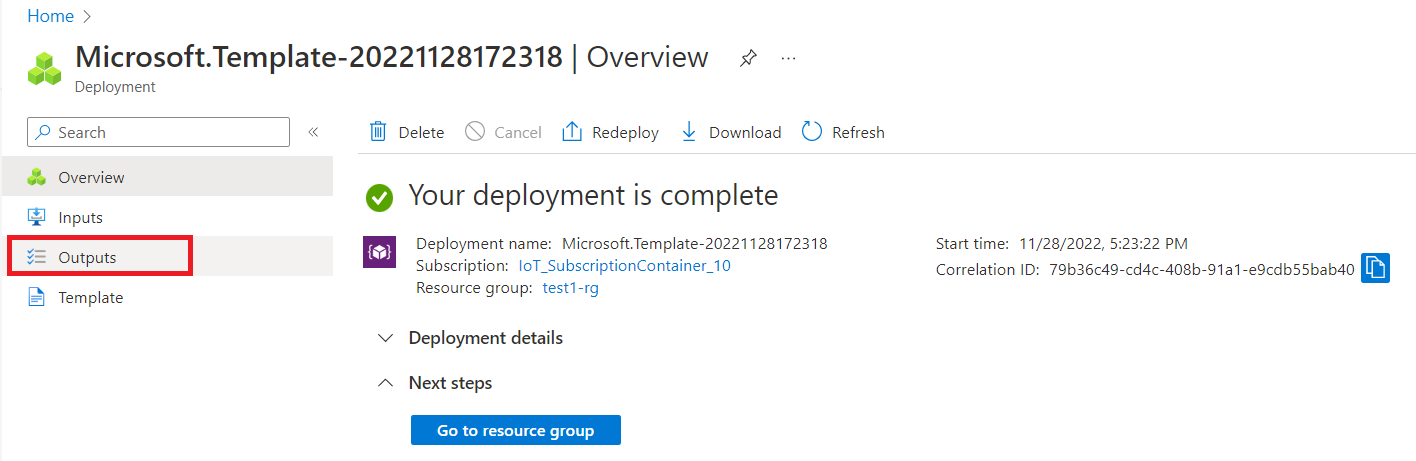 Home
Microsoft.Template-20221128172318 | Overview
Deployment
Search
Delete Cancel Redeploy Download Refresh
Overview
Inputs
Outputs
Template
Your deployment is complete
Deployment name: Microsoft.Template-20221128172318
Subscription: IoT_SubscriptionContainer_10
Resource group: test1-rg
Start time: 11/28/2022, 5:23:22 PM
Correlation ID: 79b36c49-cd4c-408b-91a1-e9cdb55bab40
Deployment details
Next steps
Go to resource group